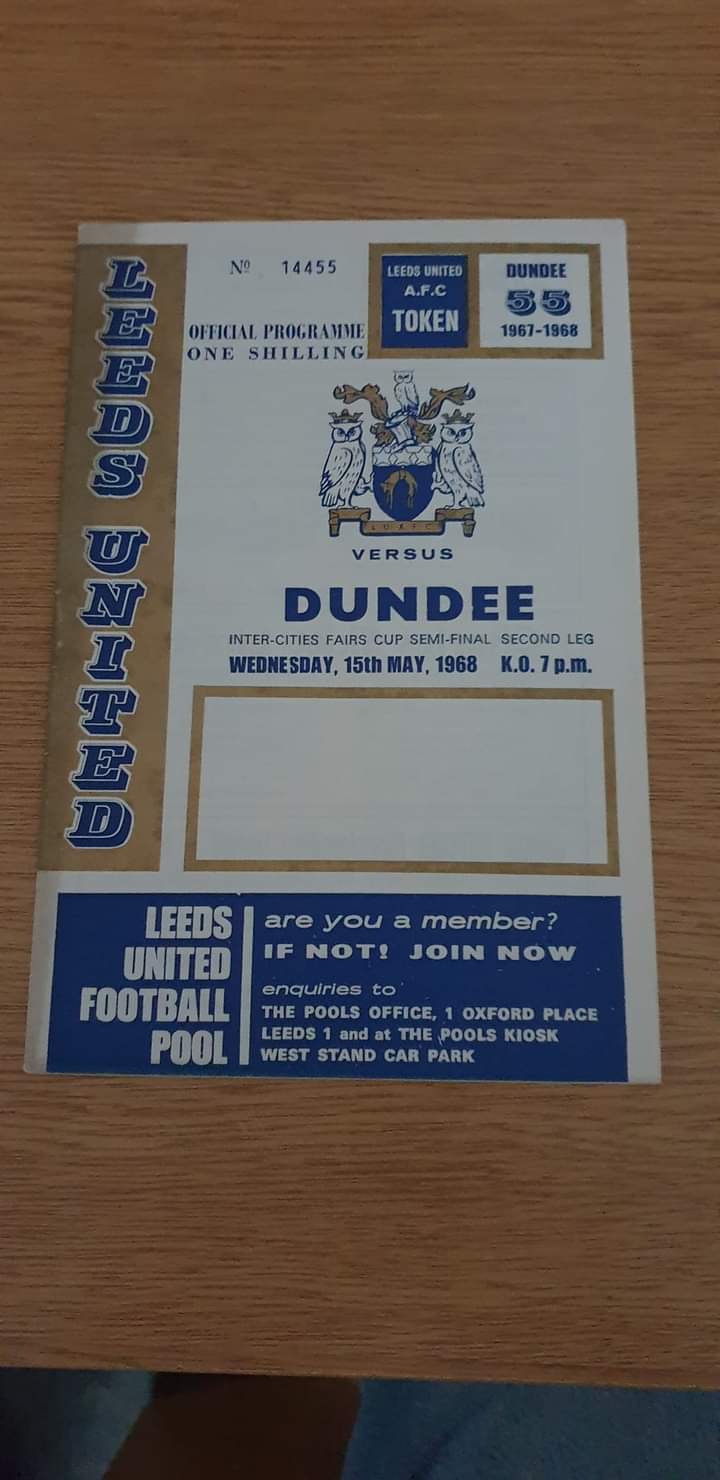 LEEDS UNITED
Nº 14455
OFFICIAL PROGRAMME
ONE SHILLING
LEEDS UNITED
A.F.C
TOKEN
DUNDEE
55
1967-1968
L.U.A.F.C
VERSUS
DUNDEE
INTER-CITIES FAIRS CUP SEMI-FINAL SECOND LEG
WEDNESDAY, 15th MAY, 1968 K.O. 7 p.m.
LEEDS
UNITED
FOOTBALL
POOL
are you a member?
IF NOT! JOIN NOW
enquiries to
THE POOLS OFFICE, 1 OXFORD PLACE
LEEDS 1 and at THE POOLS KIOSK
WEST STAND CAR PARK